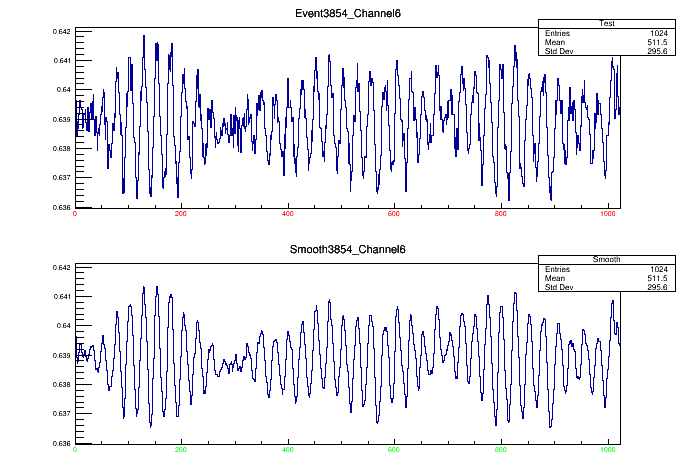 Event3854_Channel6
Test
Entries 1024
Mean 511.5
Std Dev 295.6
0.642
0.641
0.64
0.639
0.638
0.637
0.636
0 200 400 600 800 1000
Smooth3854_Channel6
Smooth
Entries 1024
Mean 511.5
Std Dev 295.6
0.642
0.641
0.64
0.639
0.638
0.637
0.636
0 200 400 600 800 1000